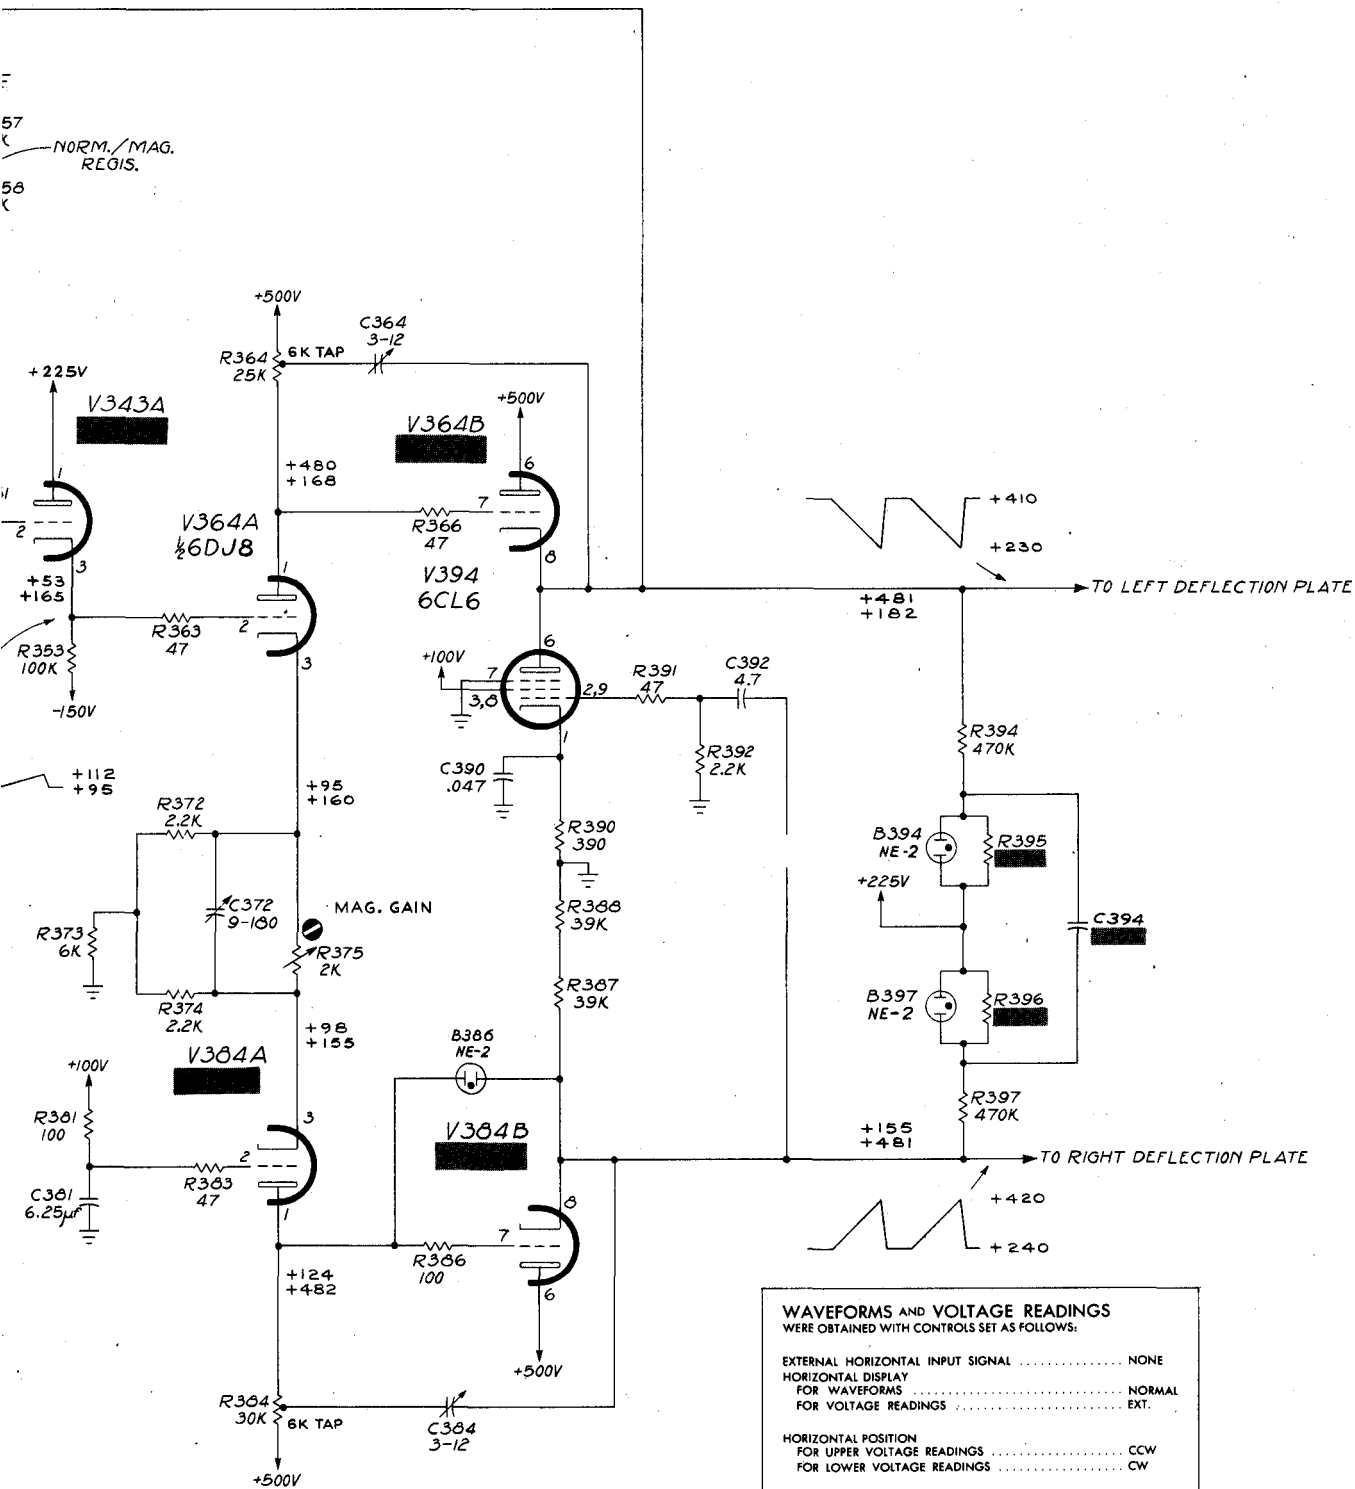 57
K
NORM./MAG.
REGIS.
58
K
+500V
C364
3-12
R364
25K
6K TAP
+225V
V343A
+500V
V364B
1
+480
+168
6
7
V364A
½6DJ8
R366
47
8
2
3
+53
+165
1
V394
6CL6
+410
+230
TO LEFT DEFLECTION PLATE
+481
+182
R363
47
2
R353
100K
3
-150V
6
+100V
7
3,8
2,9
R391
47
C392
4.7
1
R392
2.2K
R394
470K
+112
+95
C390
.047
+95
+160
R372
2.2K
R390
390
B394
NE-2
R395
+225V
C372
9-180
MAG. GAIN
R388
39K
C394
R373
6K
R375
2K
R374
2.2K
R387
39K
B397
NE-2
R396
+98
+155
B386
NE-2
V384A
+100V
R381
100
3
V384B
R397
470K
+155
+481
2
TO RIGHT DEFLECTION PLATE
C381
6.25µf
R383
47
1
8
7
+420
+240
R386
100
+124
+482
6
+500V
R384
30K
6K TAP
C384
3-12
+500V
WAVEFORMS AND VOLTAGE READINGS
WERE OBTAINED WITH CONTROLS SET AS FOLLOWS:
EXTERNAL HORIZONTAL INPUT SIGNAL .............. NONE
HORIZONTAL DISPLAY
FOR WAVEFORMS ............................ NORMAL
FOR VOLTAGE READINGS ...................... EXT.
HORIZONTAL POSITION
FOR UPPER VOLTAGE READINGS ................. CCW
FOR LOWER VOLTAGE READINGS ................. CW